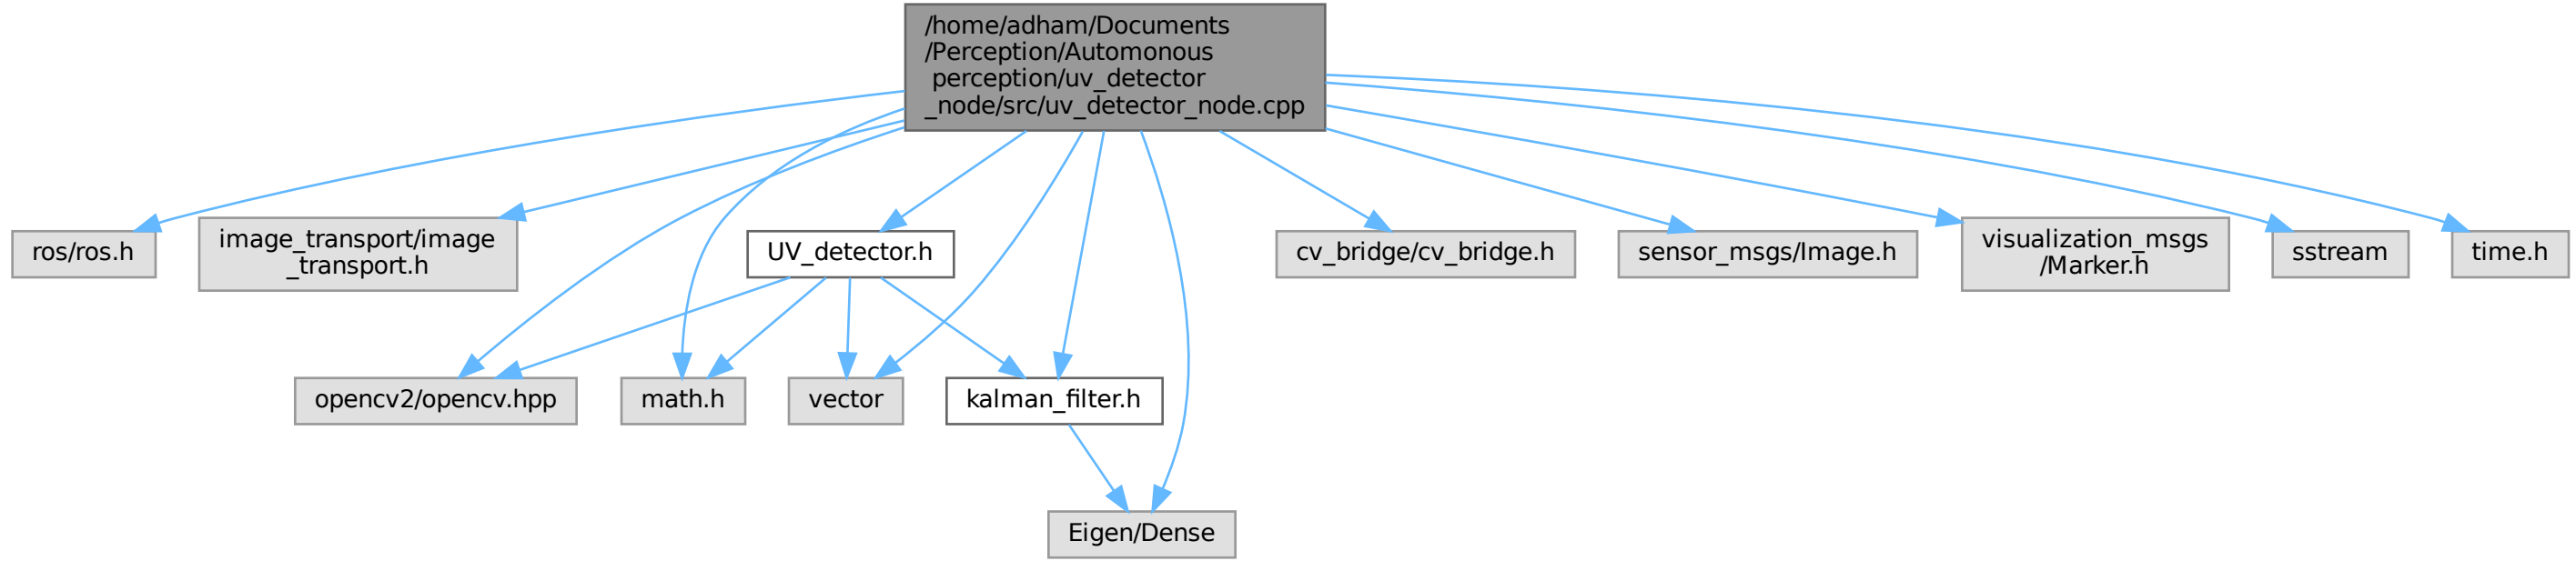 /home/adham/Documents
/Perception/Automonous
perception/uv_detector
_node/src/uv_detector_node.cpp
ros/ros.h
image_transport/image
_transport.h
UV_detector.h
cv_bridge/cv_bridge.h
sensor_msgs/Image.h
visualization_msgs
/Marker.h
sstream
time.h
opencv2/opencv.hpp
math.h
vector
kalman_filter.h
Eigen/Dense